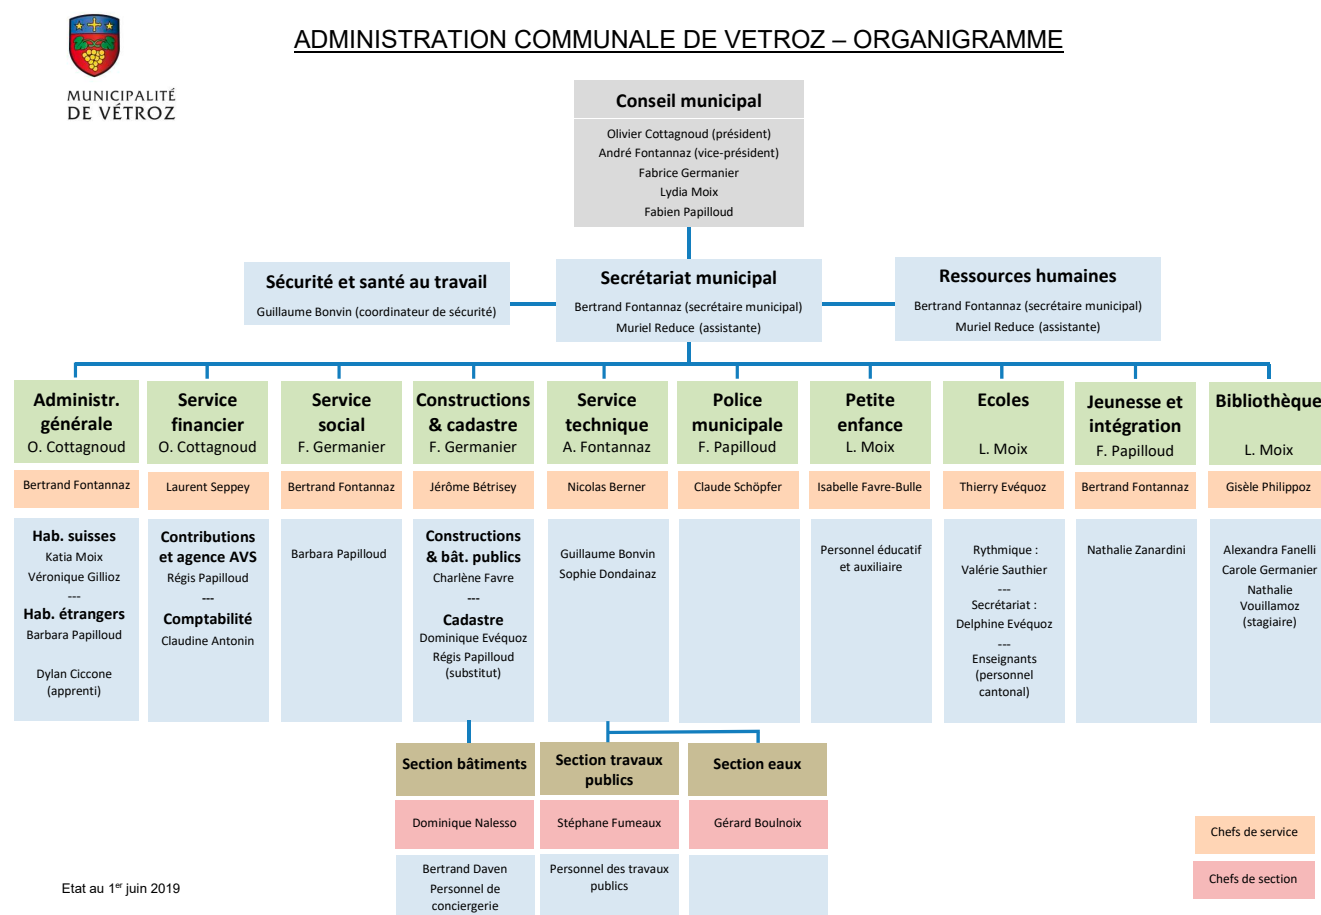 ADMINISTRATION COMMUNALE DE VETROZ – ORGANIGRAMME
MUNICIPALITÉ
DE VÉTROZ
Conseil municipal
Olivier Cottagnoud (président)
André Fontannaz (vice-président)
Fabrice Germanier
Lydia Moix
Fabien Papilloud
Sécurité et santé au travail
Guillaume Bonvin (coordinateur de sécurité)
Secrétariat municipal
Bertrand Fontannaz (secrétaire municipal)
Muriel Reduce (assistante)
Ressources humaines
Bertrand Fontannaz (secrétaire municipal)
Muriel Reduce (assistante)
Administr.
générale
O. Cottagnoud
Bertrand Fontannaz
Hab. suisses
Katia Moix
Véronique Gillioz
---
Hab. étrangers
Barbara Papilloud
Dylan Ciccone
(apprenti)
Service
financier
O. Cottagnoud
Laurent Seppey
Contributions
et agence AVS
Régis Papilloud
---
Comptabilité
Claudine Antonin
Service
social
F. Germanier
Bertrand Fontannaz
Barbara Papilloud
Constructions
& cadastre
F. Germanier
Jérôme Bétrisey
Constructions
& bât. publics
Charlène Favre
---
Cadastre
Dominique Evéquoz
Régis Papilloud
(substitut)
Service
technique
A. Fontannaz
Nicolas Berner
Guillaume Bonvin
Sophie Dondainaz
Police
municipale
F. Papilloud
Claude Schöpfer
Petite
enfance
L. Moix
Isabelle Favre-Bulle
Personnel éducatif
et auxiliaire
Ecoles
L. Moix
Thierry Evéquoz
Rythmique :
Valérie Sauthier
---
Secrétariat :
Delphine Evéquoz
---
Enseignants
(personnel
cantonal)
Jeunesse et
intégration
F. Papilloud
Bertrand Fontannaz
Nathalie Zanardini
Bibliothèque
L. Moix
Gisèle Philippoz
Alexandra Fanelli
Carole Germanier
Nathalie
Vouillamoz
(stagiaire)
Section bâtiments
Dominique Nalesso
Bertrand Daven
Personnel de
conciergerie
Section travaux
publics
Stéphane Fumeaux
Personnel des travaux
publics
Section eaux
Gérard Boulnoix
Chefs de service
Chefs de section
Etat au 1er juin 2019